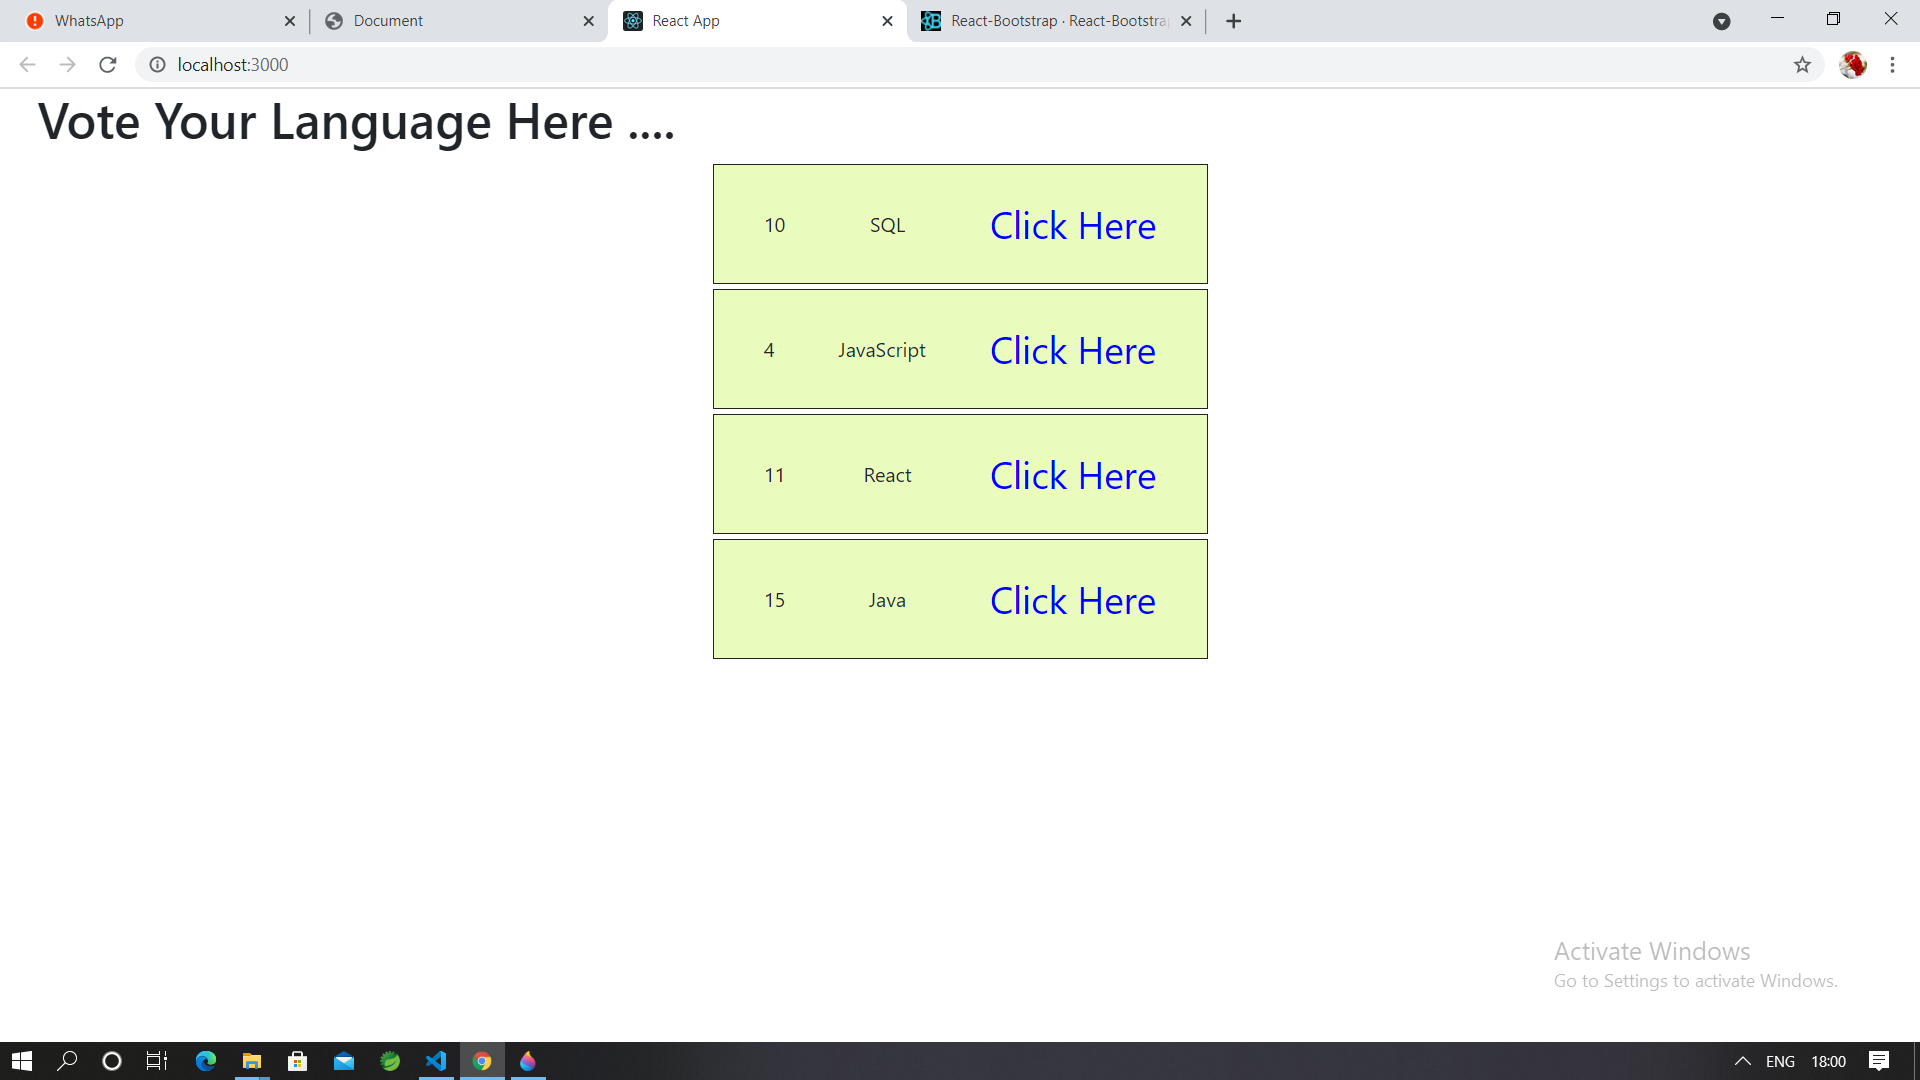 WhatsApp
Document
React App
React-Bootstrap · React-Bootstra
localhost:3000
Vote Your Language Here ....
10 SQL Click Here
4 JavaScript Click Here
11 React Click Here
15 Java Click Here
Activate Windows
Go to Settings to activate Windows.
ENG 18:00